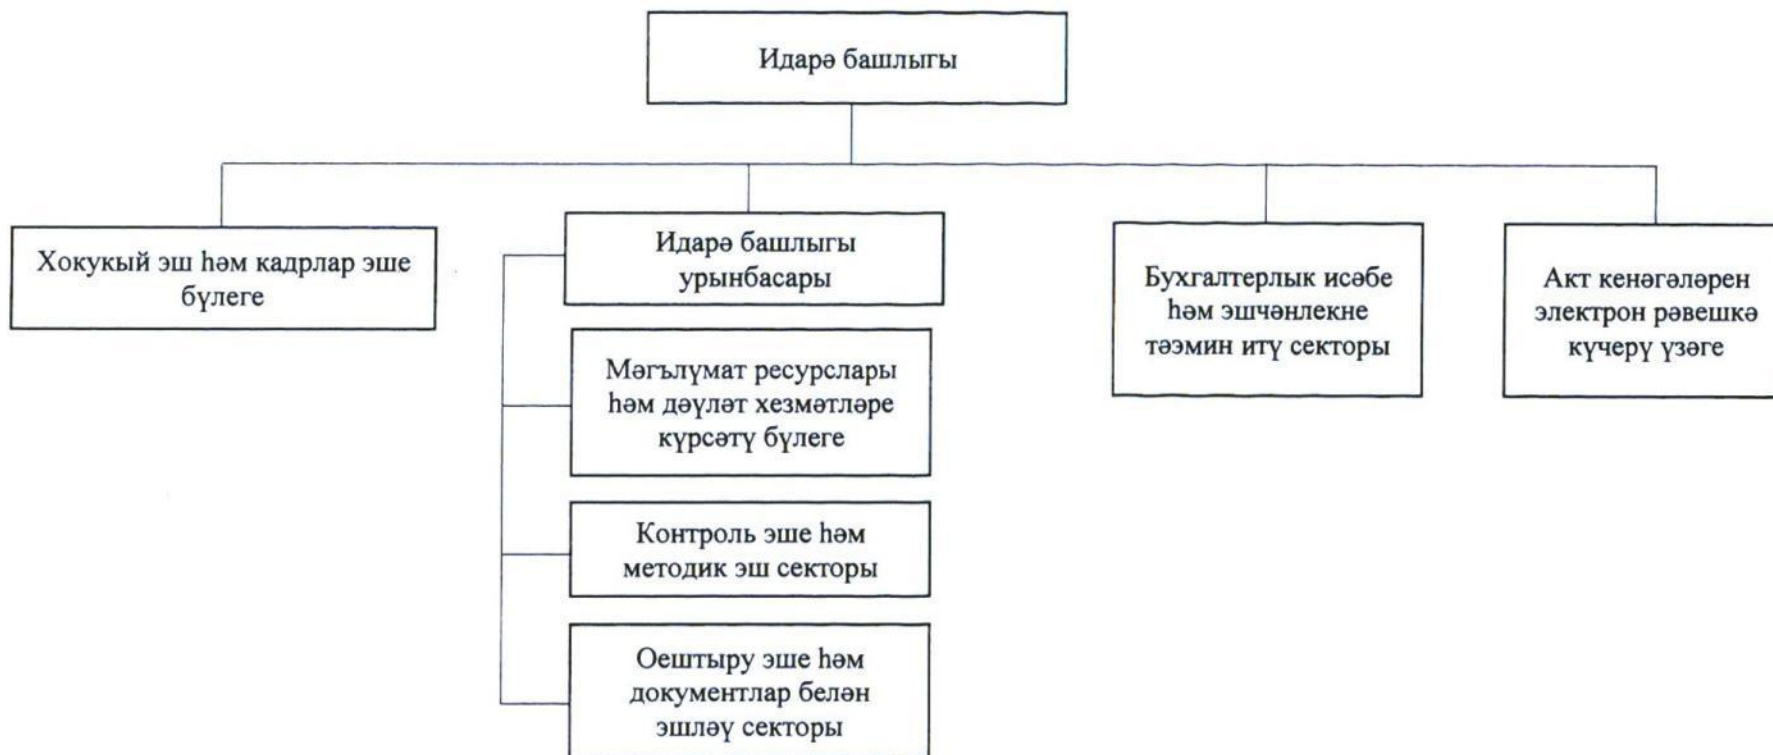 Идарә башлыгы
Хокукый эш һәм кадрлар эше
бүлеге
Идарә башлыгы
урынбасары
Мәгълүмат ресурслары
һәм дәүләт хезмәтләре
күрсәтү бүлеге
Контроль эше һәм
методик эш секторы
Оештыру эше һәм
документлар белән
эшләү секторы
Бухгалтерлык исәбе
һәм эшчәнлекне
тәэмин итү секторы
Акт кенәгәләрен
электрон рәвешкә
күчерү үзәге